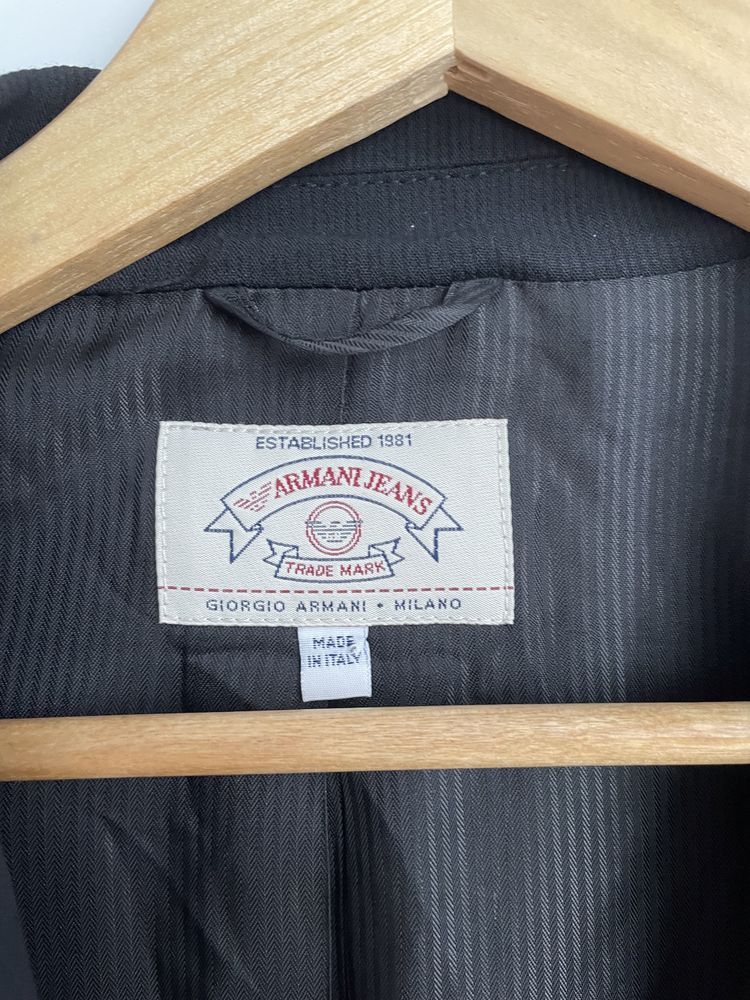 ESTABLISHED 1981
ARMANI JEANS
TRADE MARK
GIORGIO ARMANI • MILANO
MADE
IN ITALY